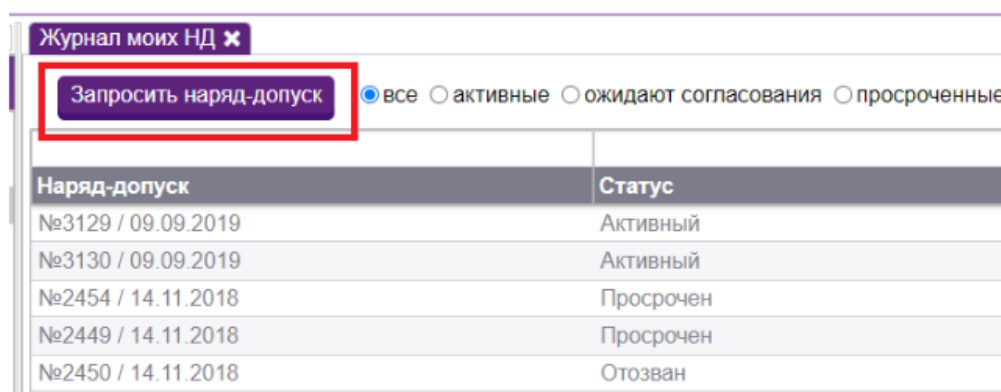 Журнал моих НД ✖
Запросить наряд-допуск все активные ожидают согласования просроченные
Наряд-допуск Статус
№3129 / 09.09.2019 Активный
№3130 / 09.09.2019 Активный
№2454 / 14.11.2018 Просрочен
№2449 / 14.11.2018 Просрочен
№2450 / 14.11.2018 Отозван